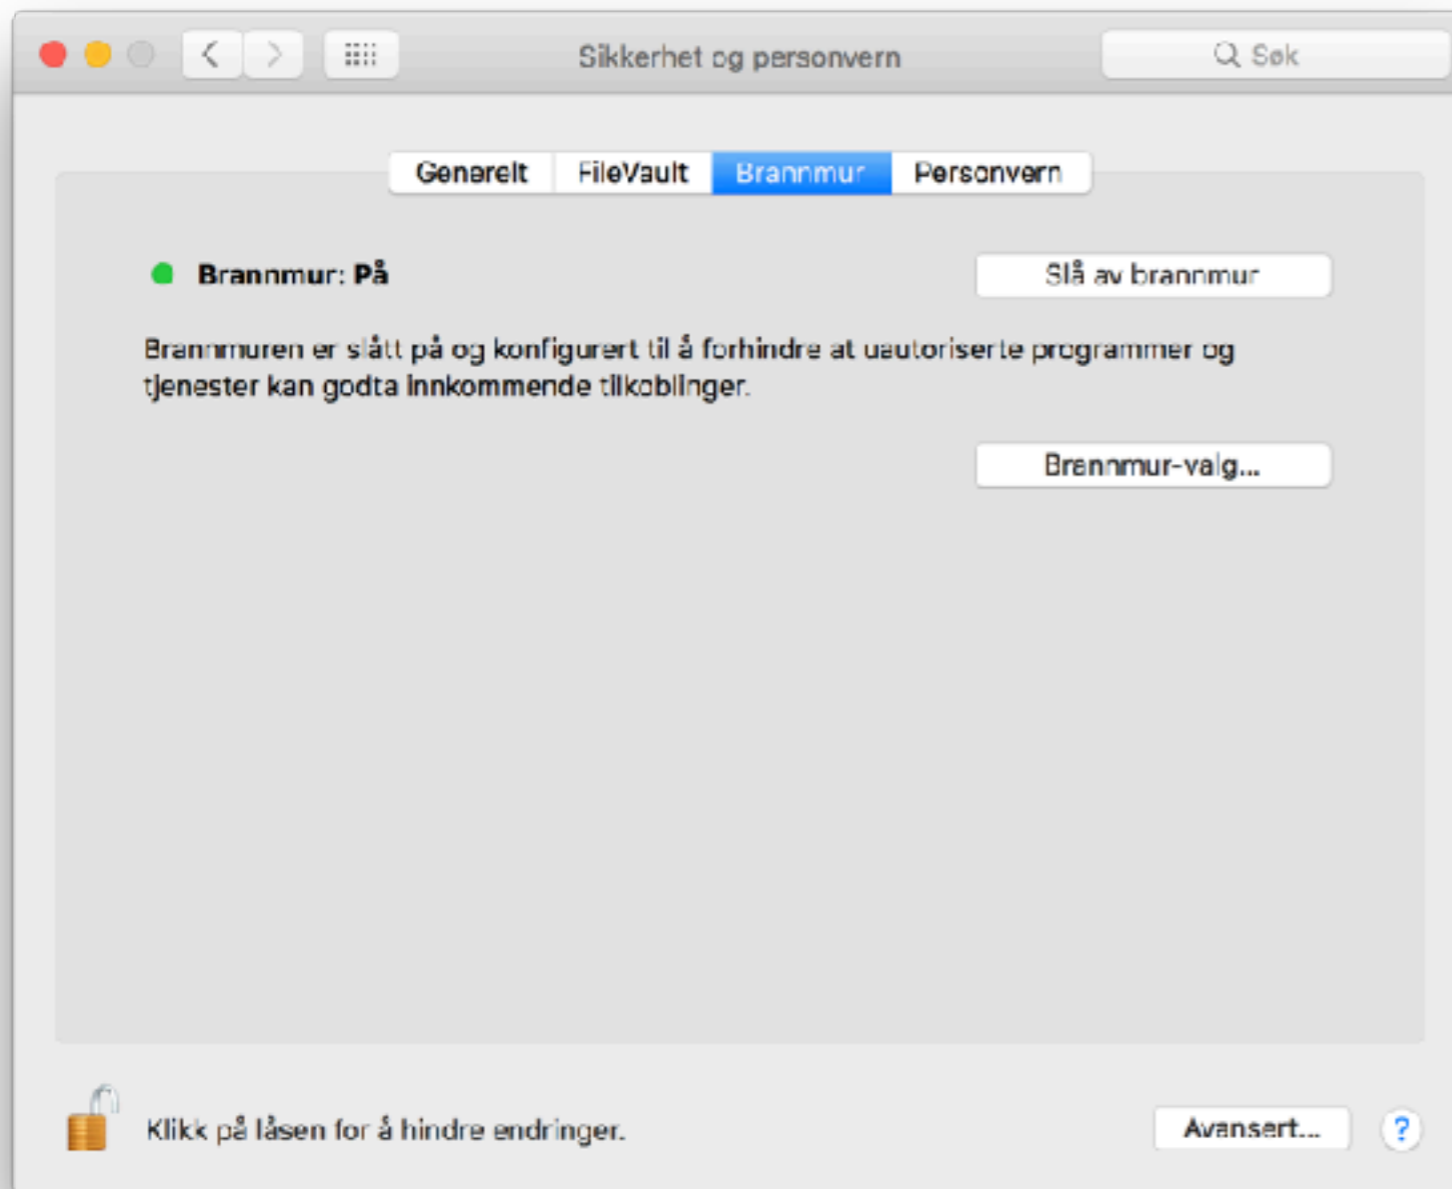 Sikkerhet og personvern
Søk
Generelt FileVault Brannmur Personvern
Brannmur: På
Slå av brannmur
Brannmuren er slått på og konfigurert til å forhindre at uautoriserte programmer og
tjenester kan godta innkommende tilkoblinger.
Brannmur-valg...
Klikk på låsen for å hindre endringer.
Avansert...
?